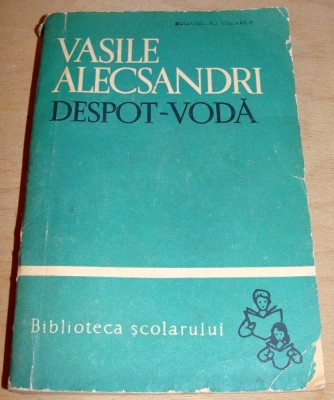 VASILE
ALECSANDRI
DESPOT-VODĂ
Biblioteca școlarului